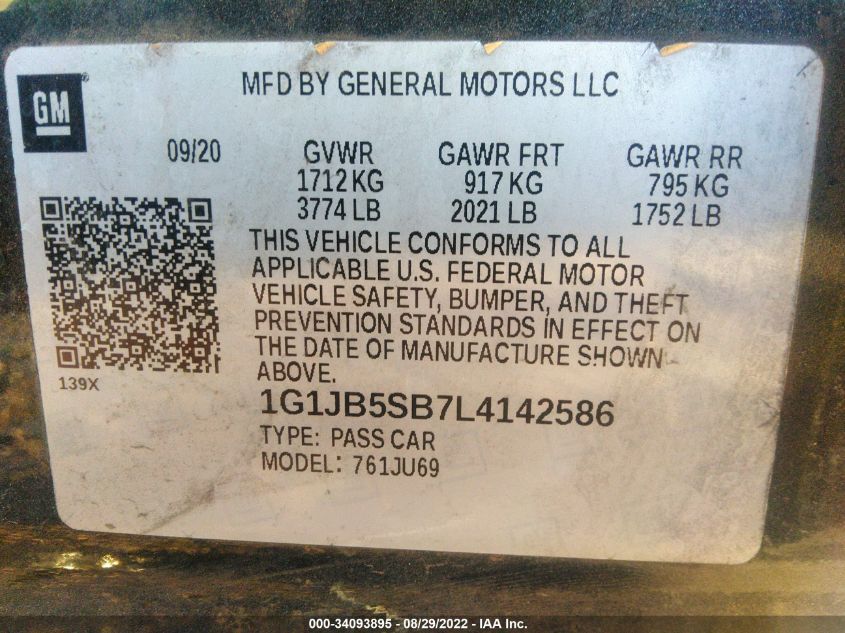 MFD BY GENERAL MOTORS LLC
GM®
09/20 GVWR GAWR FRT GAWR RR
1712 KG 917 KG 795 KG
3774 LB 2021 LB 1752 LB
THIS VEHICLE CONFORMS TO ALL
APPLICABLE U.S. FEDERAL MOTOR
VEHICLE SAFETY, BUMPER, AND THEFT
PREVENTION STANDARDS IN EFFECT ON
THE DATE OF MANUFACTURE SHOWN
ABOVE.
139X
1G1JB5SB7L4142586
TYPE: PASS CAR
MODEL: 761JU69
000-34093895 - 08/29/2022 - IAA Inc.